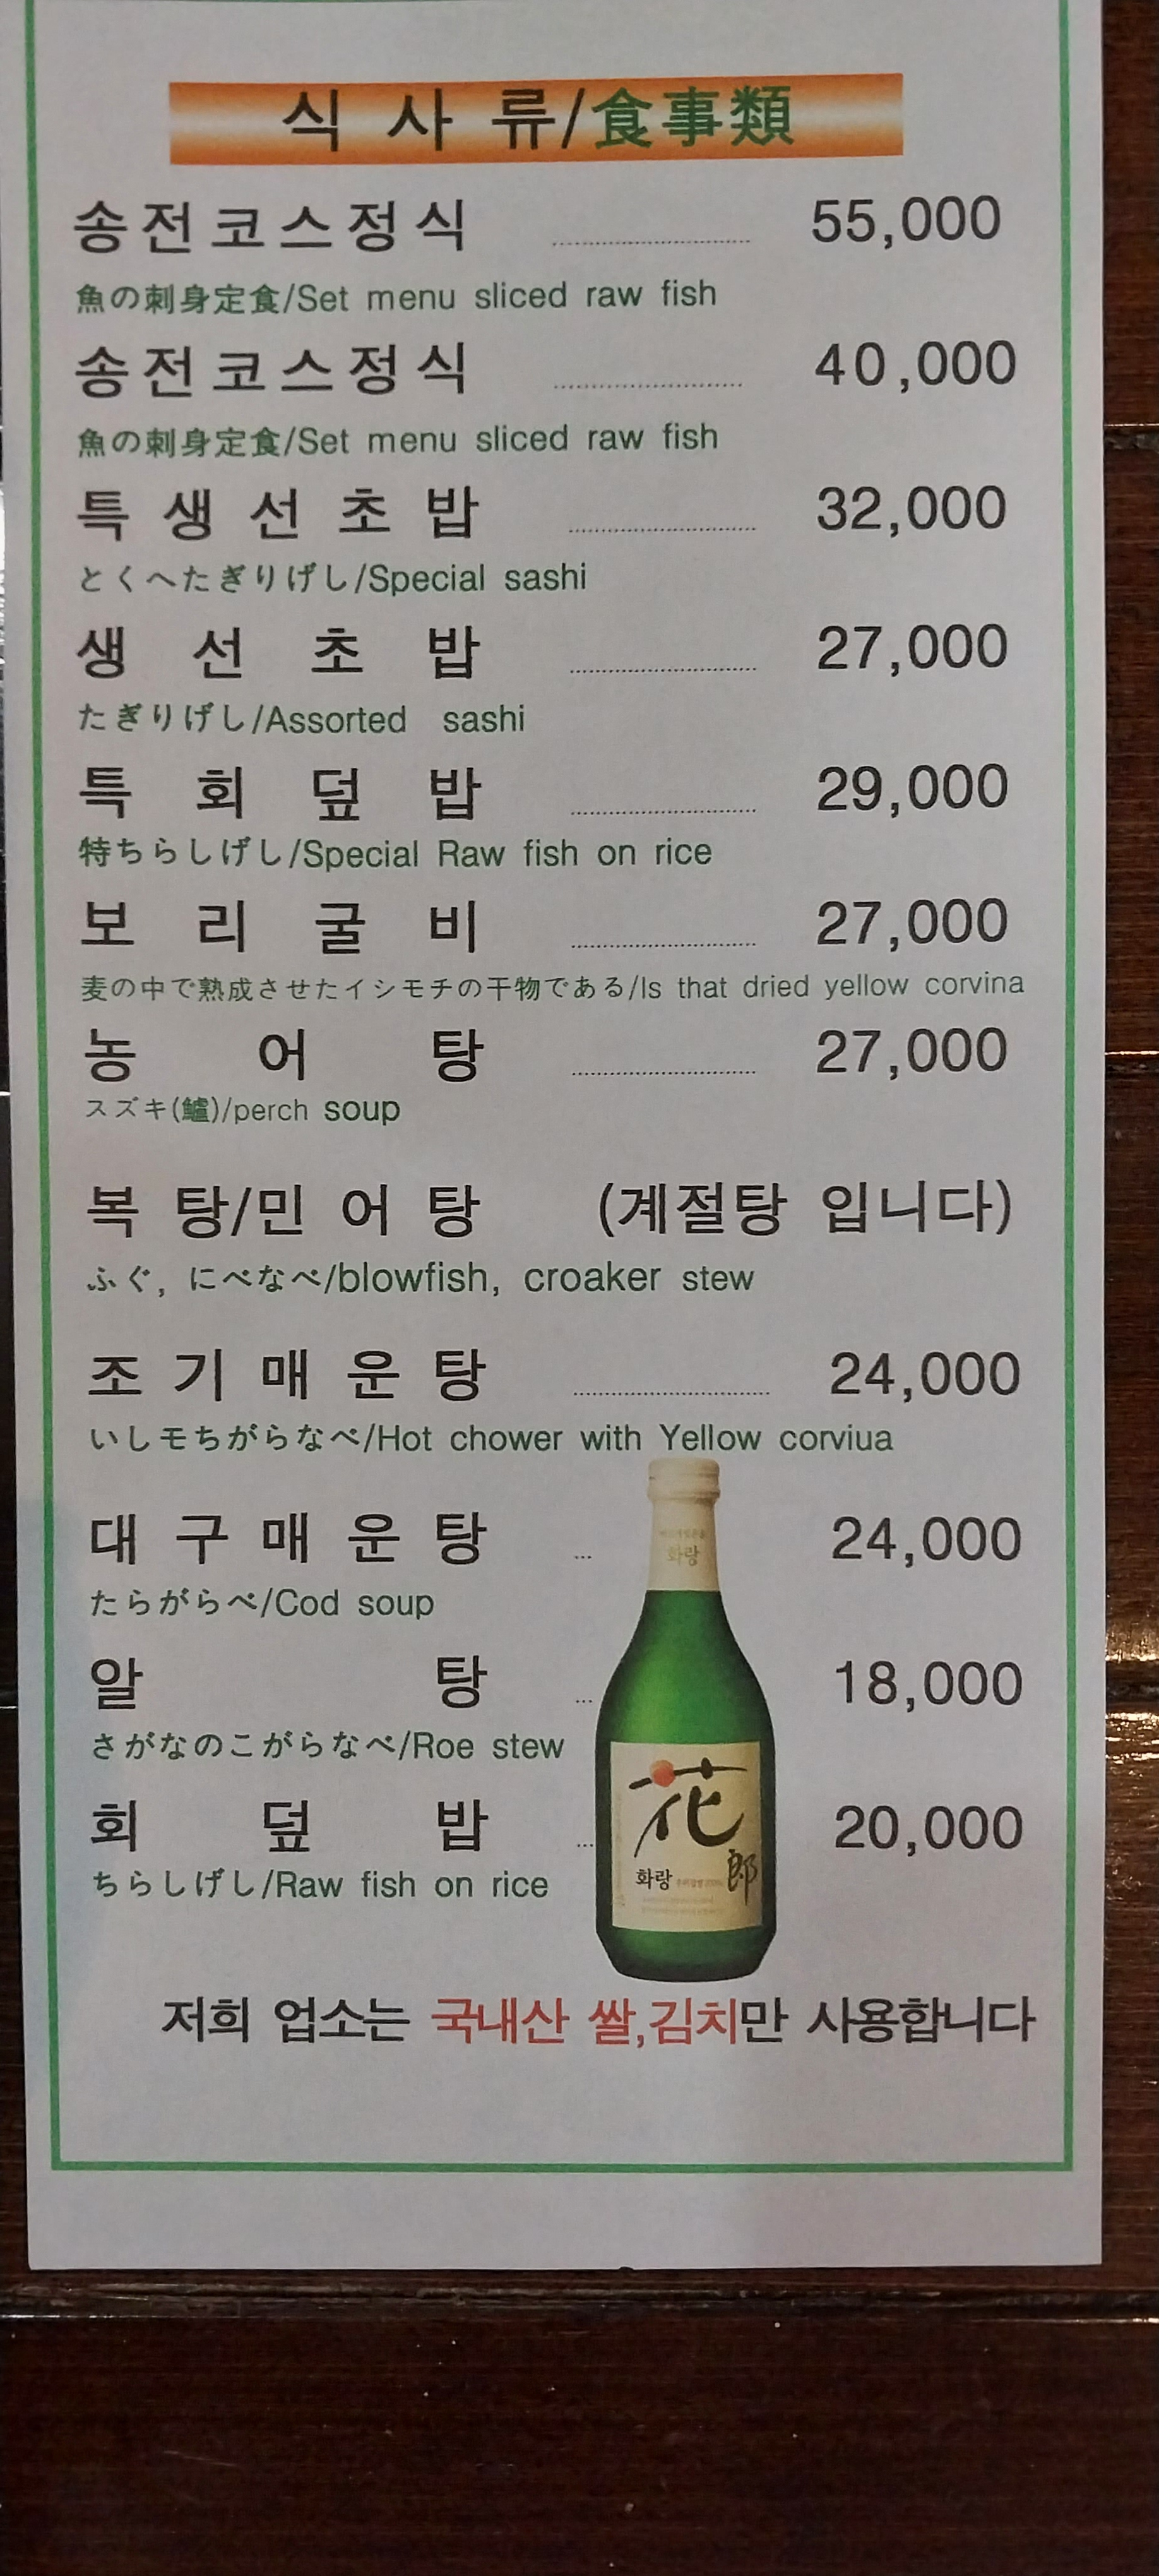 식 사 류/食事類
송전코스정식 55,000
魚の刺身定食/Set menu sliced raw fish
송전코스정식 40,000
魚の刺身定食/Set menu sliced raw fish
특 생 선 초 밥 32,000
とくへたぎりげし/Special sashi
생 선 초 밥 27,000
たぎりげし/Assorted sashi
특 회 덮 밥 29,000
特ちらしげし/Special Raw fish on rice
보 리 굴 비 27,000
麦の中で熟成させたイシモチの干物である/Is that dried yellow corvina
농 어 탕 27,000
スズキ(鱸)/perch soup
복 탕/민 어 탕 (계절탕 입니다)
ふぐ, にべなべ/blowfish, croaker stew
조 기 매 운 탕 24,000
いしモちがらなべ/Hot chower with Yellow corviua
대 구 매 운 탕 24,000
たらがらべ/Cod soup
알 탕 18,000
さがなのこがらなべ/Roe stew
회 덮 밥 20,000
ちらしげし/Raw fish on rice
화랑
花
郎
화랑
저희 업소는 국내산 쌀,김치만 사용합니다